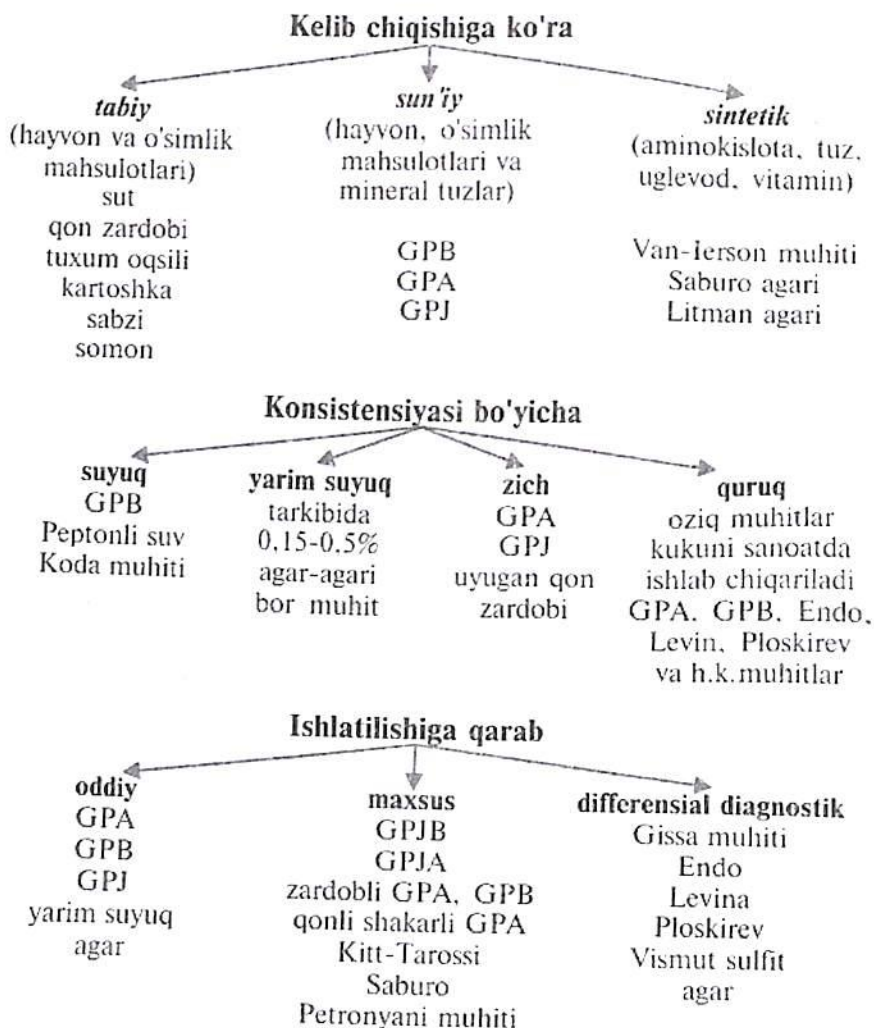 Kelib chiqishiga ko'ra
tabiy
(hayvon va o'simlik
mahsulotlari)
sut
qon zardobi
tuxum oqsili
kartoshka
sabzi
somon
sun'iy
(hayvon, o'simlik
mahsulotlari va
mineral tuzlar)
GPB
GPA
GPJ
sintetik
(aminokislota, tuz,
uglevod, vitamin)
Van-Ierson muhiti
Saburo agari
Litman agari
Konsistensiyasi bo'yicha
suyuq
GPB
Peptonli suv
Koda muhiti
yarim suyuq
tarkibida
0,15-0,5%
agar-agari
bor muhit
zich
GPA
GPJ
uyugan qon
zardobi
quruq
oziq muhitlar
kukuni sanoatda
ishlab chiqariladi
GPA. GPB. Endo,
Levin, Ploskirev
va h.k.muhitlar
Ishlatilishiga qarab
oddiy
GPA
GPB
GPJ
yarim suyuq
agar
maxsus
GPJB
GPJA
zardobli GPA, GPB
qonli shakarli GPA
Kitt-Tarossi
Saburo
Petronyani muhiti
differensial diagnostik
Gissa muhiti
Endo
Levina
Ploskirev
Vismut sulfit
agar